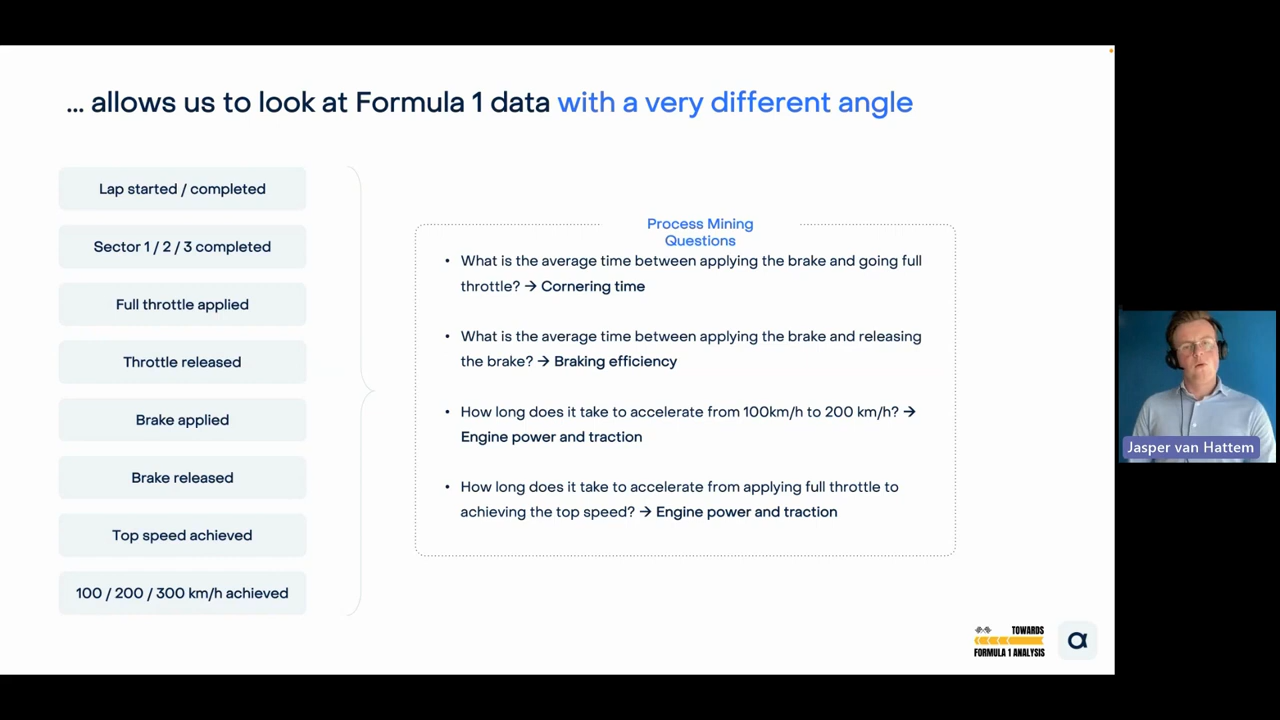 ... allows us to look at Formula 1 data with a very different angle
Lap started / completed
Sector 1 / 2 / 3 completed
Full throttle applied
Throttle released
Brake applied
Brake released
Top speed achieved
100 / 200 / 300 km/h achieved
Process Mining
Questions
• What is the average time between applying the brake and going full
throttle? → Cornering time
• What is the average time between applying the brake and releasing
the brake? → Braking efficiency
• How long does it take to accelerate from 100km/h to 200 km/h? →
Engine power and traction
• How long does it take to accelerate from applying full throttle to
achieving the top speed? → Engine power and traction
TOWARDS
FORMULA 1 ANALYSIS
Jasper van Hattem